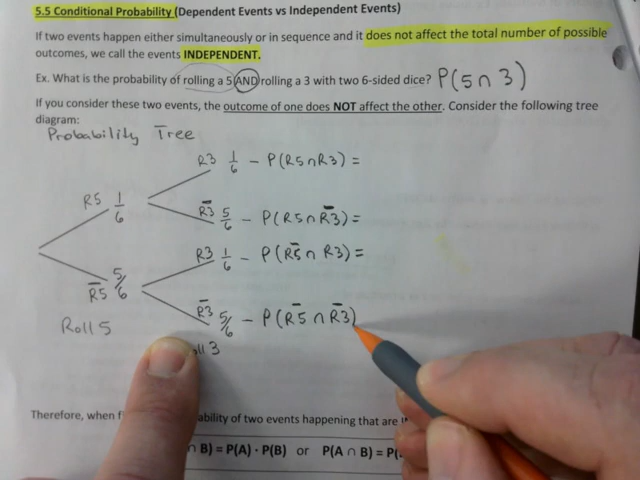 5.5 Conditional Probability (Dependent Events vs Independent Events)
If two events happen either simultaneously or in sequence and it does not affect the total number of possible
outcomes, we call the events INDEPENDENT.
Ex. What is the probability of rolling a 5 AND rolling a 3 with two 6-sided dice? P(5 ∩ 3)
If you consider these two events, the outcome of one does NOT affect the other. Consider the following tree
diagram:
Probability Tree
R3 1/6 – P(R5 ∩ R3) =
R5 1/6
R̅3̅ 5/6 – P(R5 ∩ R̅3̅) =
R3 1/6 – P(R̅5̅ ∩ R3) =
R̅5̅ 5/6
R̅3̅ 5/6 – P(R̅5̅ ∩ R̅3̅)
Roll 5
3
Therefore, when of two events happening that are
B) = P(A) · P(B) or P(A ∩ B) =